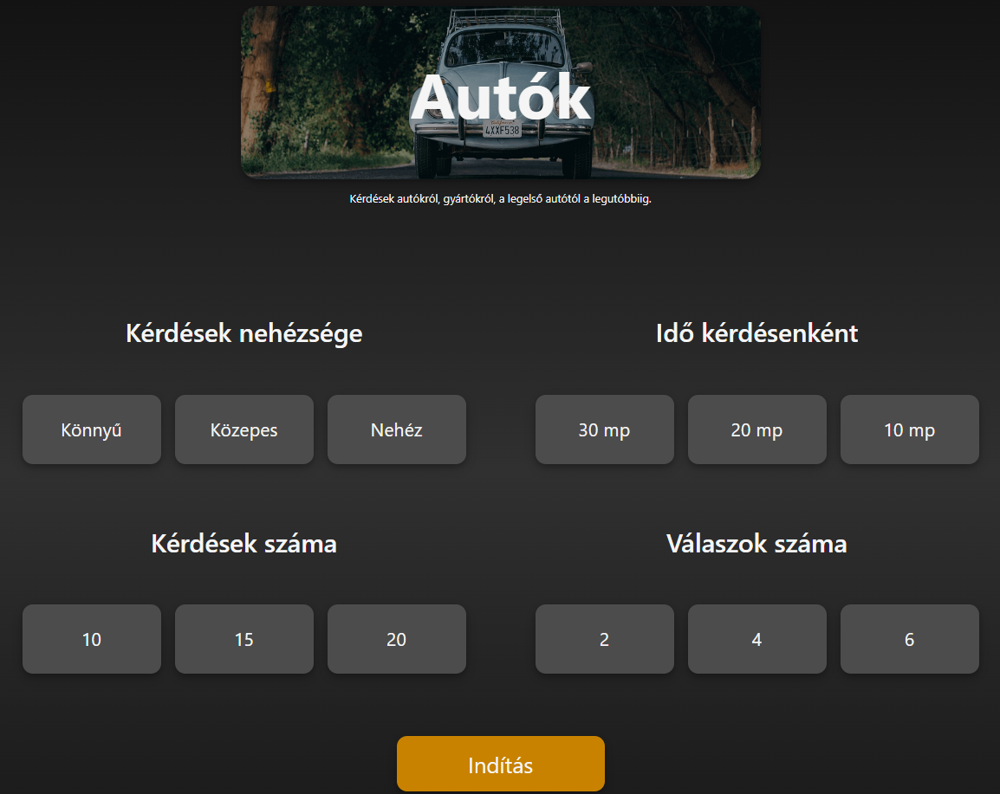 Autók
California
4XXF538
Kérdések autókról, gyártókról, a legelső autótól a legutóbbiig.
Kérdések nehézsége
Idő kérdésenként
Könnyű
Közepes
Nehéz
30 mp
20 mp
10 mp
Kérdések száma
Válaszok száma
10
15
20
2
4
6
Indítás